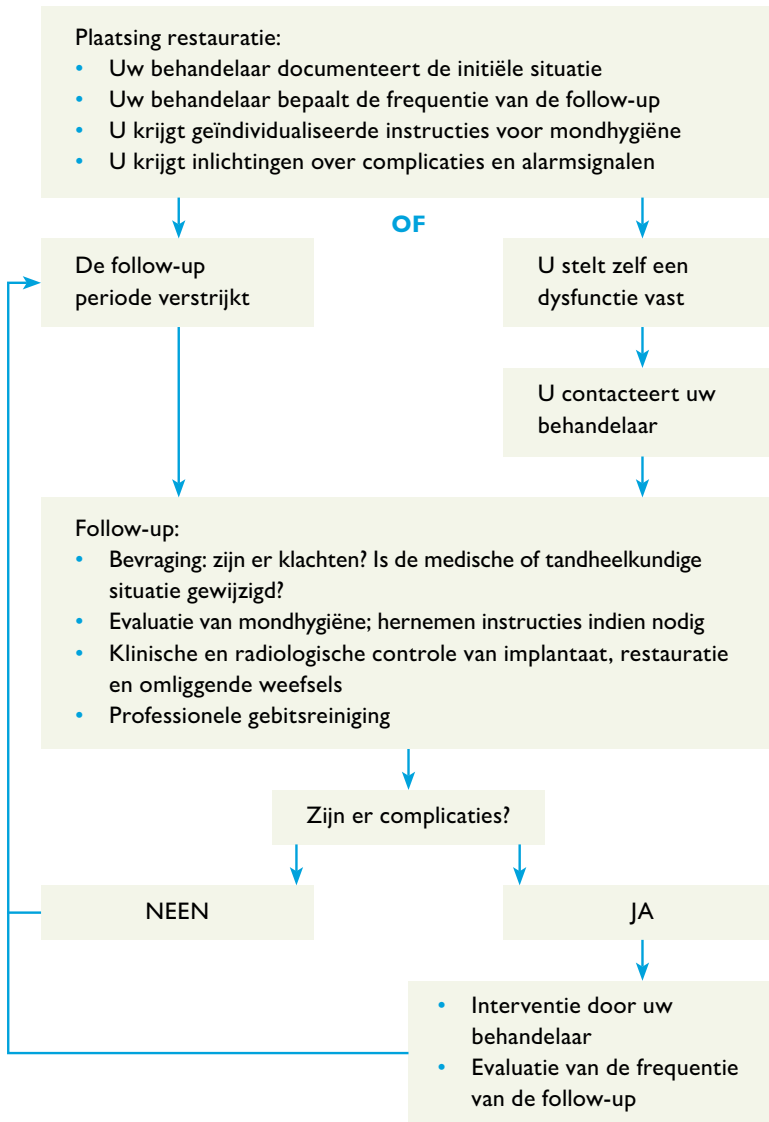 Plaatsing restauratie:
• Uw behandelaar documenteert de initiële situatie
• Uw behandelaar bepaalt de frequentie van de follow-up
• U krijgt geïndividualiseerde instructies voor mondhygiëne
• U krijgt inlichtingen over complicaties en alarmsignalen
OF
De follow-up
periode verstrijkt
U stelt zelf een
dysfunctie vast
U contacteert uw
behandelaar
Follow-up:
• Bevraging: zijn er klachten? Is de medische of tandheelkundige
situatie gewijzigd?
• Evaluatie van mondhygiëne; hernemen instructies indien nodig
• Klinische en radiologische controle van implantaat, restauratie
en omliggende weefsels
• Professionele gebitsreiniging
Zijn er complicaties?
NEEN
JA
• Interventie door uw
behandelaar
• Evaluatie van de frequentie
van de follow-up